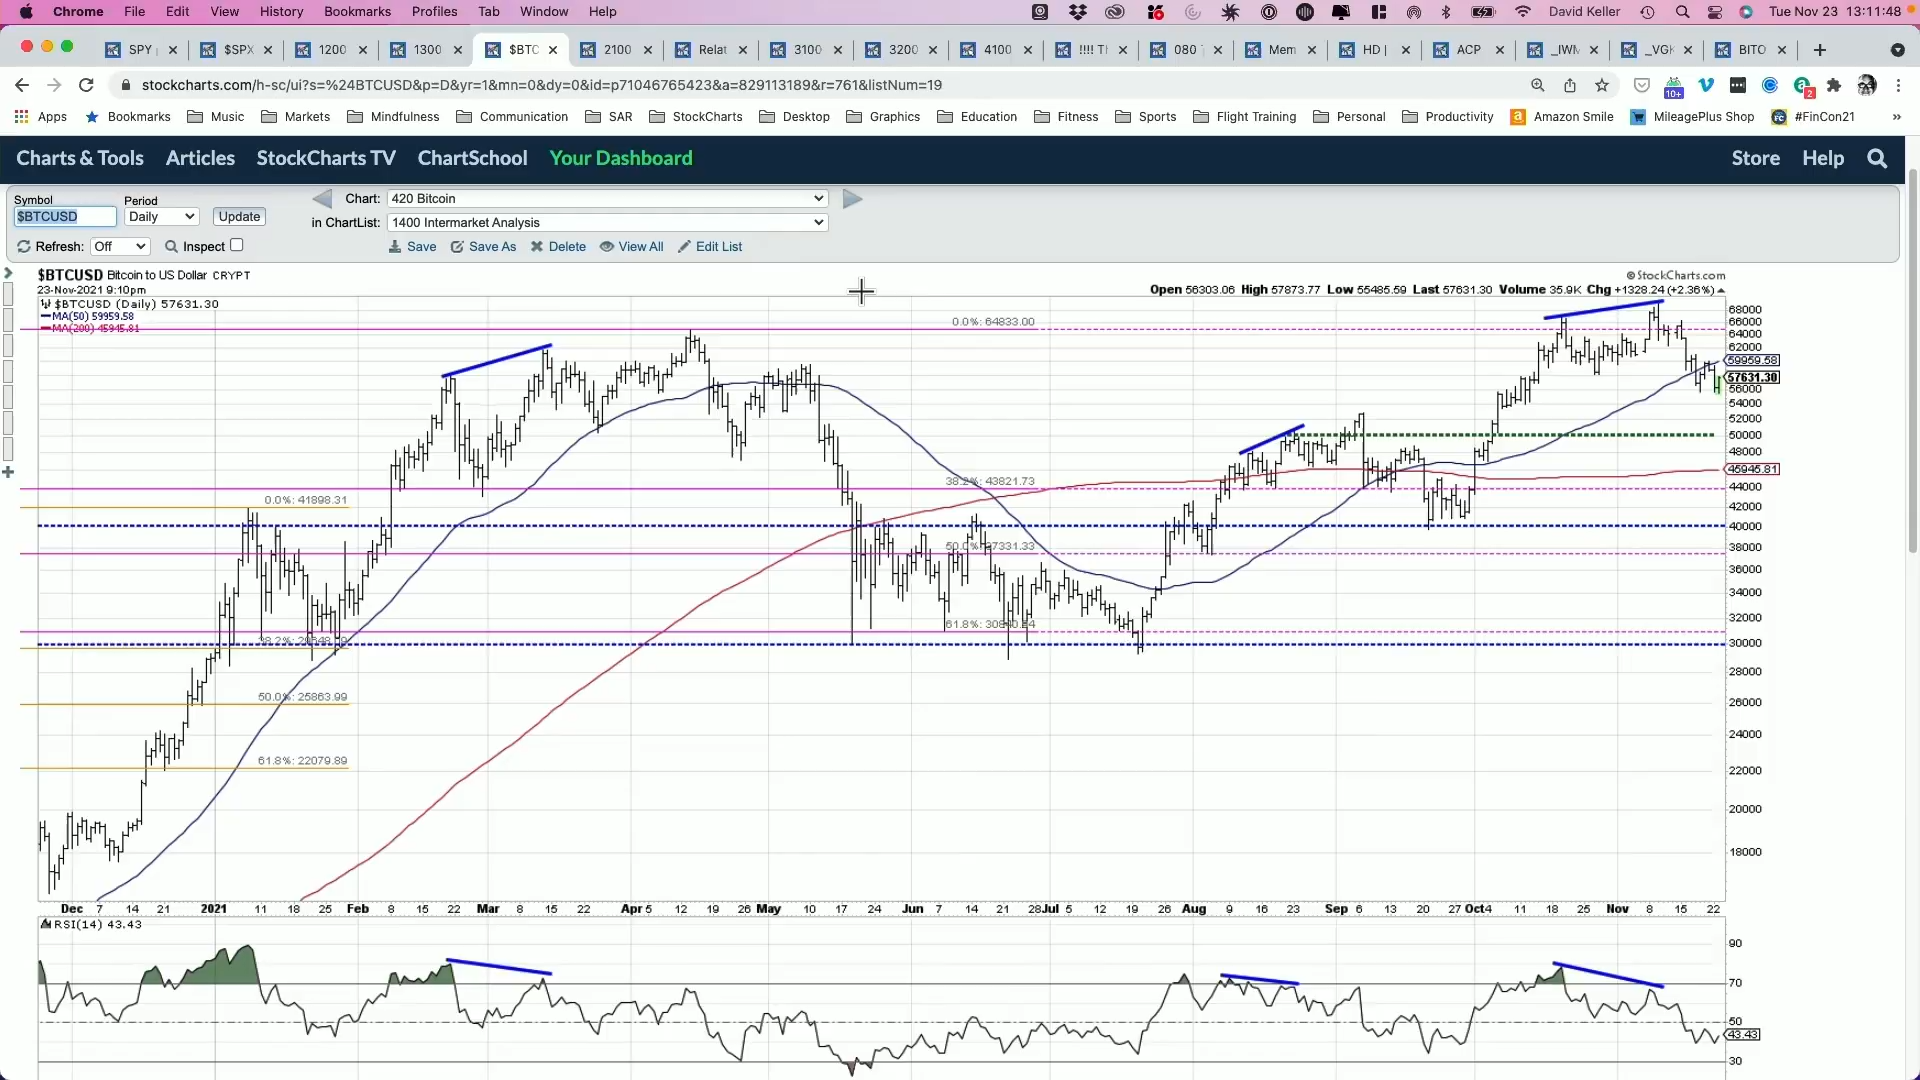 Chrome File Edit View History Bookmarks Profiles Tab Window Help David Keller Tue Nov 23 13:11:48
SPY $SPX 1200 1300 $BTC 2100 Relat 3100 3200 4100 !!!! Th 080 Mem HD | ACP _IWM _VGK BITO
stockcharts.com/h-sc/ui?s=%24BTCUSD&p=D&yr=1&mn=0&dy=0&id=p71046765423&a=829113189&r=761&listNum=19 10+ 2
Apps Bookmarks Music Markets Mindfulness Communication SAR StockCharts Desktop Graphics Education Fitness Sports Flight Training Personal Productivity Amazon Smile MileagePlus Shop #FinCon21 »
Charts & Tools Articles StockCharts TV ChartSchool Your Dashboard Store Help
Symbol Period Chart: 420 Bitcoin
$BTCUSD Daily Update in ChartList: 1400 Intermarket Analysis
Refresh: Off Inspect Save Save As Delete View All Edit List
$BTCUSD Bitcoin to US Dollar CRYPT © StockCharts.com
23-Nov-2021 9:10pm Open 56303.06 High 57873.77 Low 55485.59 Last 57631.30 Volume 35.9K Chg +1328.24 (+2.36%)
$BTCUSD (Daily) 57631.30
MA(50) 59959.58
MA(200) 45945.81
0.0%: 64833.00
68000
66000
64000
62000
59959.58
57631.30
56000
54000
52000
50000
48000
45945.81
38.2%: 43821.73
44000
0.0%: 41898.31
42000
40000
38000
36000
34000
32000
30000
28000
50.0%: 25863.99
26000
24000
61.8%: 22079.89
22000
20000
18000
Dec 7 14 21 2021 11 18 25 Feb 8 15 22 Mar 8 15 22 Apr 5 12 19 26 May 10 17 24 Jun 7 14 21 28 Jul 5 12 19 26 Aug 9 16 23 Sep 6 13 20 27 Oct 4 11 18 25 Nov 8 15 22
RSI(14) 43.43
90
70
50
43.43
30